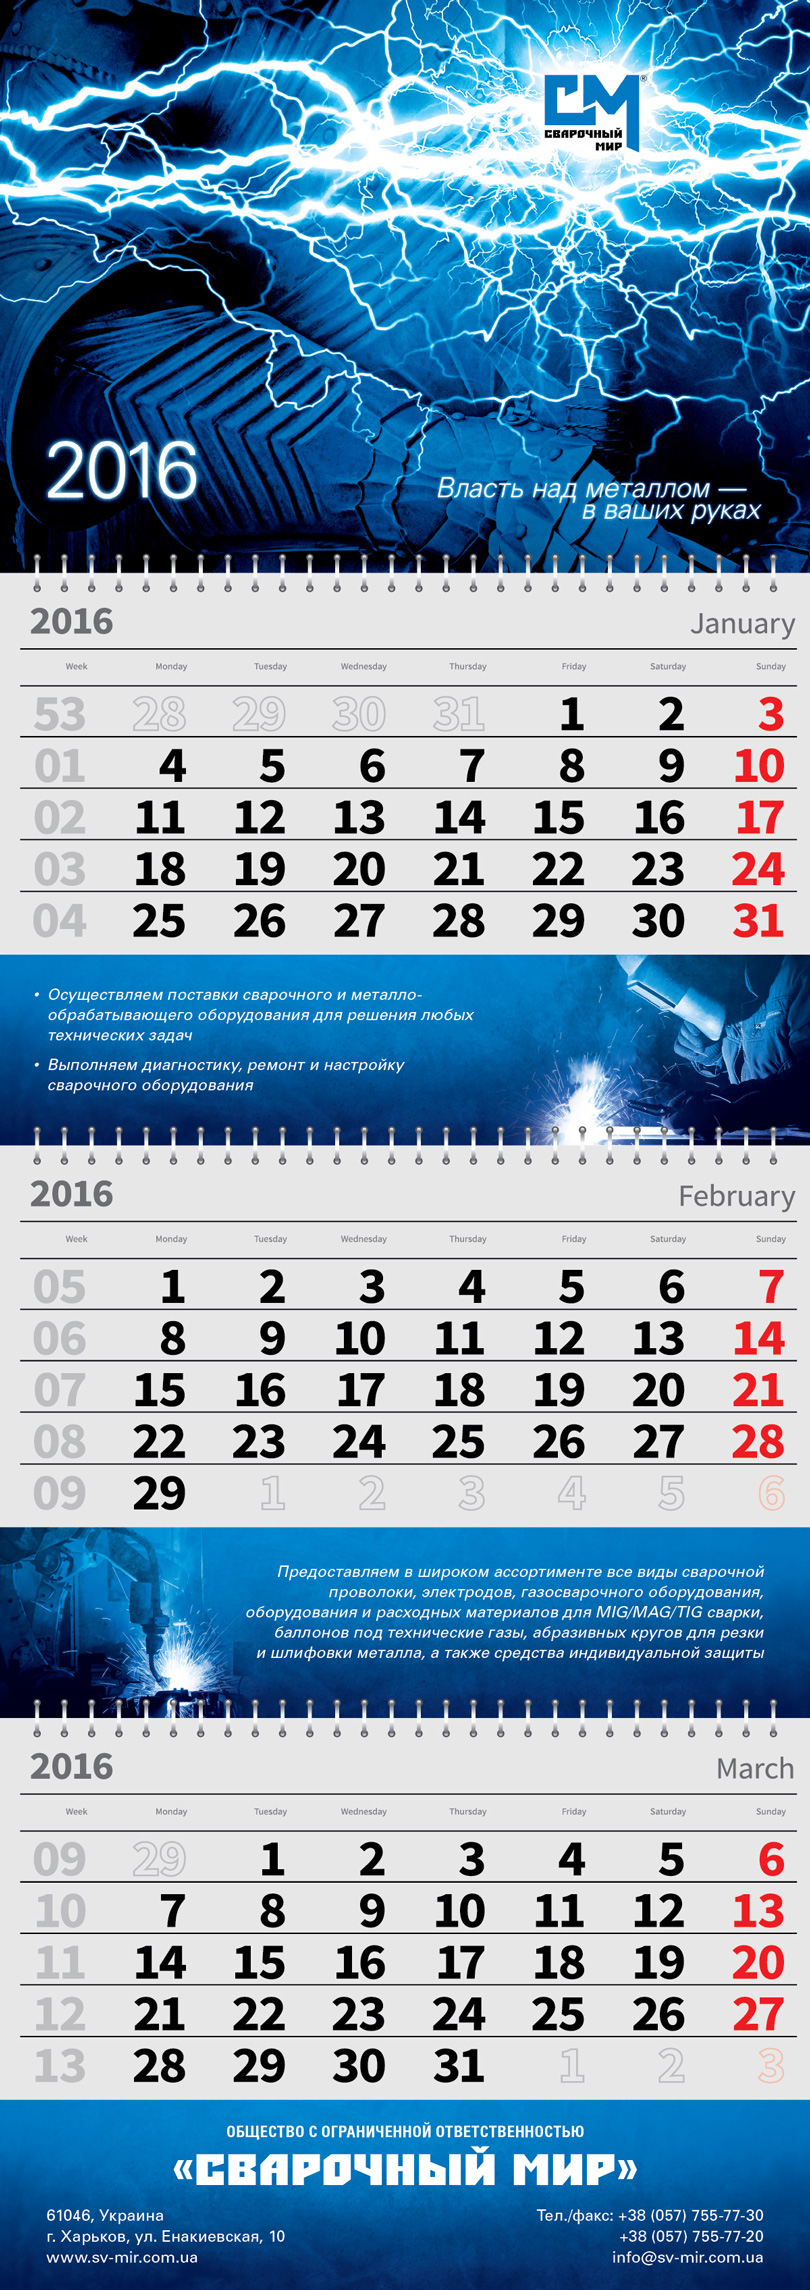 СМ®
СВАРОЧНЫЙ
МИР
2016
Власть над металлом —
в ваших руках
2016 January
Week Monday Tuesday Wednesday Thursday Friday Saturday Sunday
53 28 29 30 31 1 2 3
01 4 5 6 7 8 9 10
02 11 12 13 14 15 16 17
03 18 19 20 21 22 23 24
04 25 26 27 28 29 30 31
• Осуществляем поставки сварочного и металло-
обрабатывающего оборудования для решения любых
технических задач
• Выполняем диагностику, ремонт и настройку
сварочного оборудования
2016 February
Week Monday Tuesday Wednesday Thursday Friday Saturday Sunday
05 1 2 3 4 5 6 7
06 8 9 10 11 12 13 14
07 15 16 17 18 19 20 21
08 22 23 24 25 26 27 28
09 29 1 2 3 4 5 6
Предоставляем в широком ассортименте все виды сварочной
проволоки, электродов, газосварочного оборудования,
оборудования и расходных материалов для MIG/MAG/TIG сварки,
баллонов под технические газы, абразивных кругов для резки
и шлифовки металла, а также средства индивидуальной защиты
2016 March
Week Monday Tuesday Wednesday Thursday Friday Saturday Sunday
09 29 1 2 3 4 5 6
10 7 8 9 10 11 12 13
11 14 15 16 17 18 19 20
12 21 22 23 24 25 26 27
13 28 29 30 31 1 2 3
ОБЩЕСТВО С ОГРАНИЧЕННОЙ ОТВЕТСТВЕННОСТЬЮ
«СВАРОЧНЫЙ МИР»
61046, Украина
г. Харьков, ул. Енакиевская, 10
www.sv-mir.com.ua
Тел./факс: +38 (057) 755-77-30
+38 (057) 755-77-20
info@sv-mir.com.ua